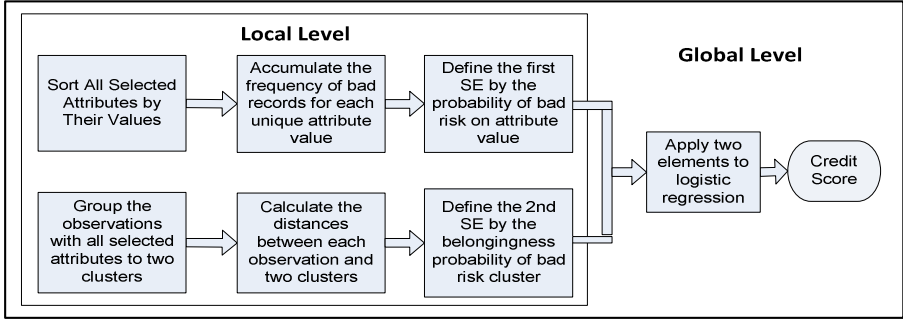 Local Level
Global Level
Sort All Selected
Attributes by
Their Values
Accumulate the
frequency of bad
records for each
unique attribute
value
Define the first
SE by the
probability of bad
risk on attribute
value
Group the
observations
with all selected
attributes to two
clusters
Calculate the
distances
between each
observation and
two clusters
Define the 2nd
SE by the
belongingness
probability of bad
risk cluster
Apply two
elements to
logistic
regression
Credit
Score